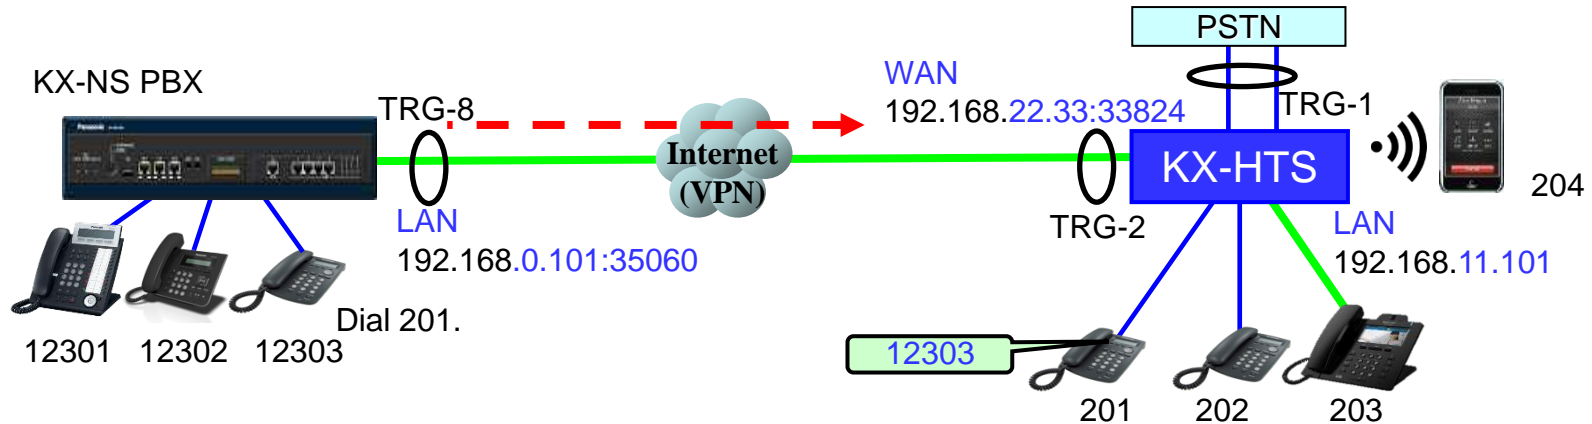 PSTN
KX-NS PBX
WAN
192.168.22.33:33824
TRG-8
TRG-1
Internet
(VPN)
KX-HTS
204
LAN
192.168.0.101:35060
TRG-2
LAN
192.168.11.101
Dial 201.
12301
12302
12303
12303
201
202
203